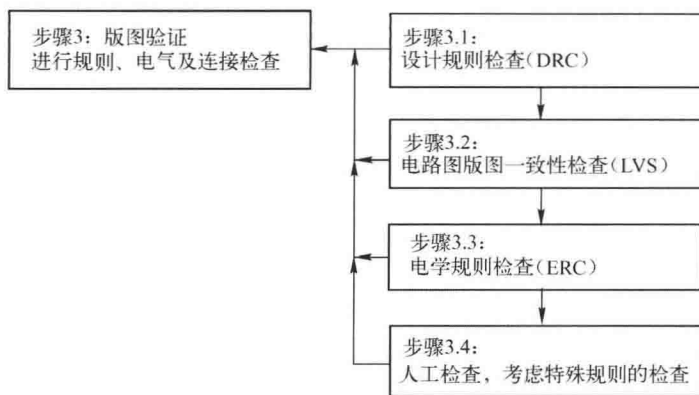 步骤3：版图验证
进行规则、电气及连接检查
步骤3.1：
设计规则检查(DRC)
步骤3.2：
电路图版图一致性检查(LVS)
步骤3.3：
电学规则检查(ERC)
步骤3.4：
人工检查，考虑特殊规则的检查